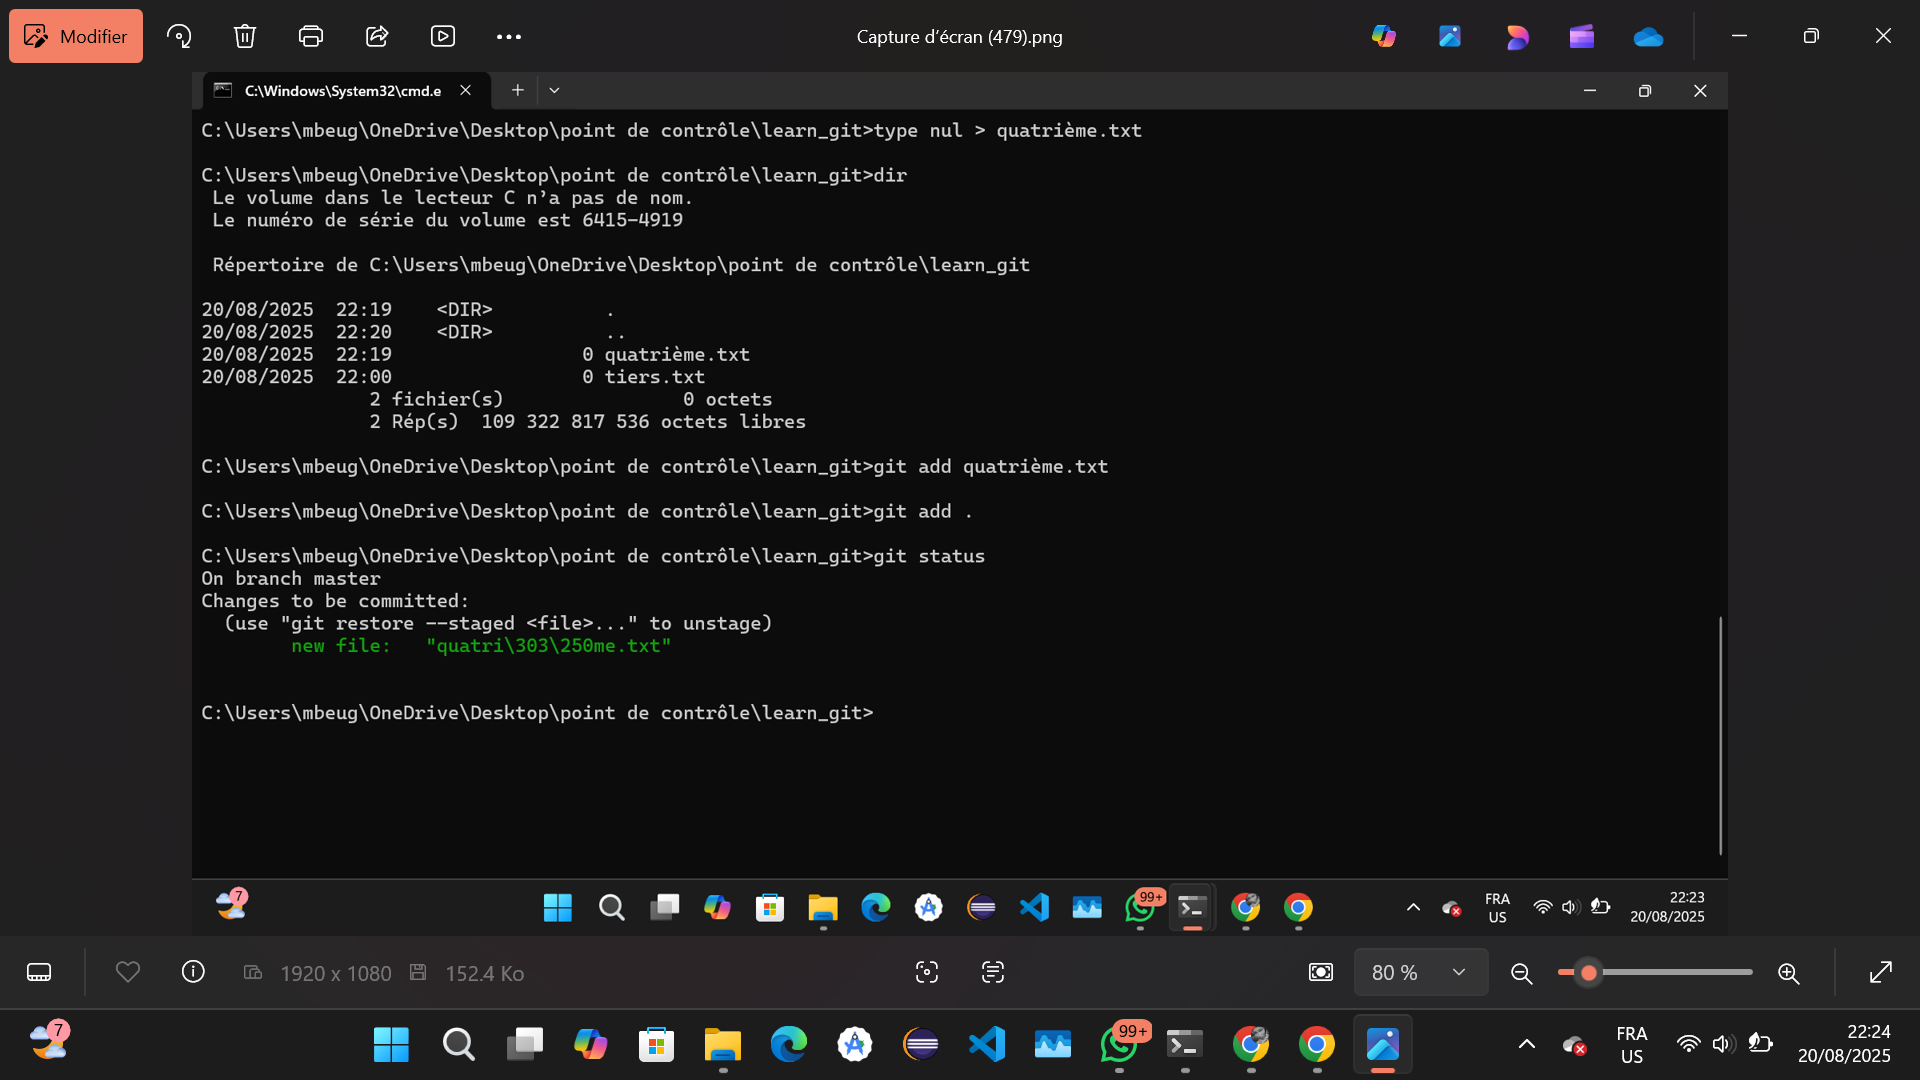 Modifier
Capture d’écran (479).png
C:\Windows\System32\cmd.e
C:\Users\mbeug\OneDrive\Desktop\point de contrôle\learn_git>type nul > quatrième.txt
C:\Users\mbeug\OneDrive\Desktop\point de contrôle\learn_git>dir
Le volume dans le lecteur C n’a pas de nom.
Le numéro de série du volume est 6415-4919
Répertoire de C:\Users\mbeug\OneDrive\Desktop\point de contrôle\learn_git
20/08/2025  22:19    <DIR>          .
20/08/2025  22:20    <DIR>          ..
20/08/2025  22:19                 0 quatrième.txt
20/08/2025  22:00                 0 tiers.txt
2 fichier(s)                0 octets
2 Rép(s)  109 322 817 536 octets libres
C:\Users\mbeug\OneDrive\Desktop\point de contrôle\learn_git>git add quatrième.txt
C:\Users\mbeug\OneDrive\Desktop\point de contrôle\learn_git>git add .
C:\Users\mbeug\OneDrive\Desktop\point de contrôle\learn_git>git status
On branch master
Changes to be committed:
(use "git restore --staged <file>..." to unstage)
new file:   "quatri\303\250me.txt"
C:\Users\mbeug\OneDrive\Desktop\point de contrôle\learn_git>
7
99+
FRA
US
22:23
20/08/2025
1920 x 1080
152.4 Ko
80 %
7
99+
FRA
US
22:24
20/08/2025